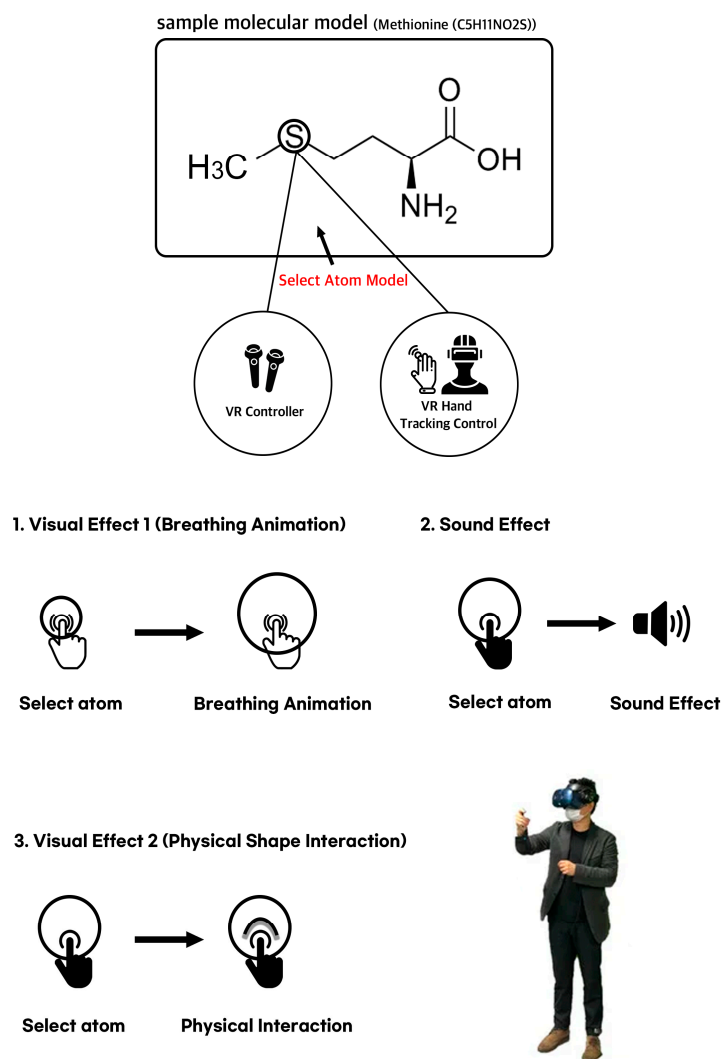 sample molecular model (Methionine (C5H11NO2S))
O
S
H3C
OH
NH2
Select Atom Model
VR Controller
VR Hand
Tracking Control
1. Visual Effect 1 (Breathing Animation)
2. Sound Effect
Select atom
Breathing Animation
Select atom
Sound Effect
3. Visual Effect 2 (Physical Shape Interaction)
Select atom
Physical Interaction